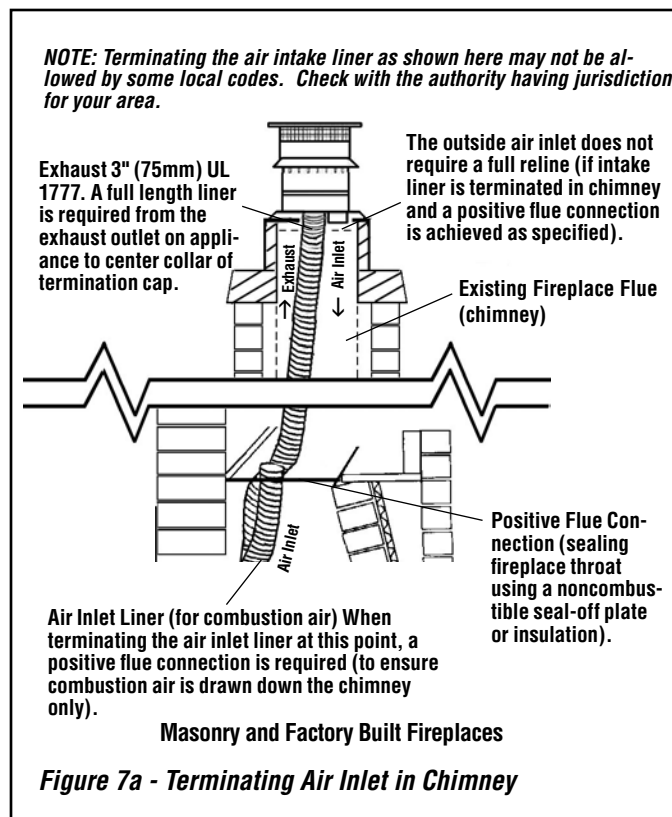 NOTE: Terminating the air intake liner as shown here may not be al-
lowed by some local codes. Check with the authority having jurisdiction
for your area.
Exhaust 3" (75mm) UL
1777. A full length liner
is required from the
exhaust outlet on appli-
ance to center collar of
termination cap.
The outside air inlet does not
require a full reline (if intake
liner is terminated in chimney
and a positive flue connection
is achieved as specified).
Exhaust
Air Inlet
Existing Fireplace Flue
(chimney)
Air Inlet
Positive Flue Con-
nection (sealing
fireplace throat
using a noncombus-
tible seal-off plate
or insulation).
Air Inlet Liner (for combustion air) When
terminating the air inlet liner at this point, a
positive flue connection is required (to ensure
combustion air is drawn down the chimney
only).
Masonry and Factory Built Fireplaces
Figure 7a - Terminating Air Inlet in Chimney